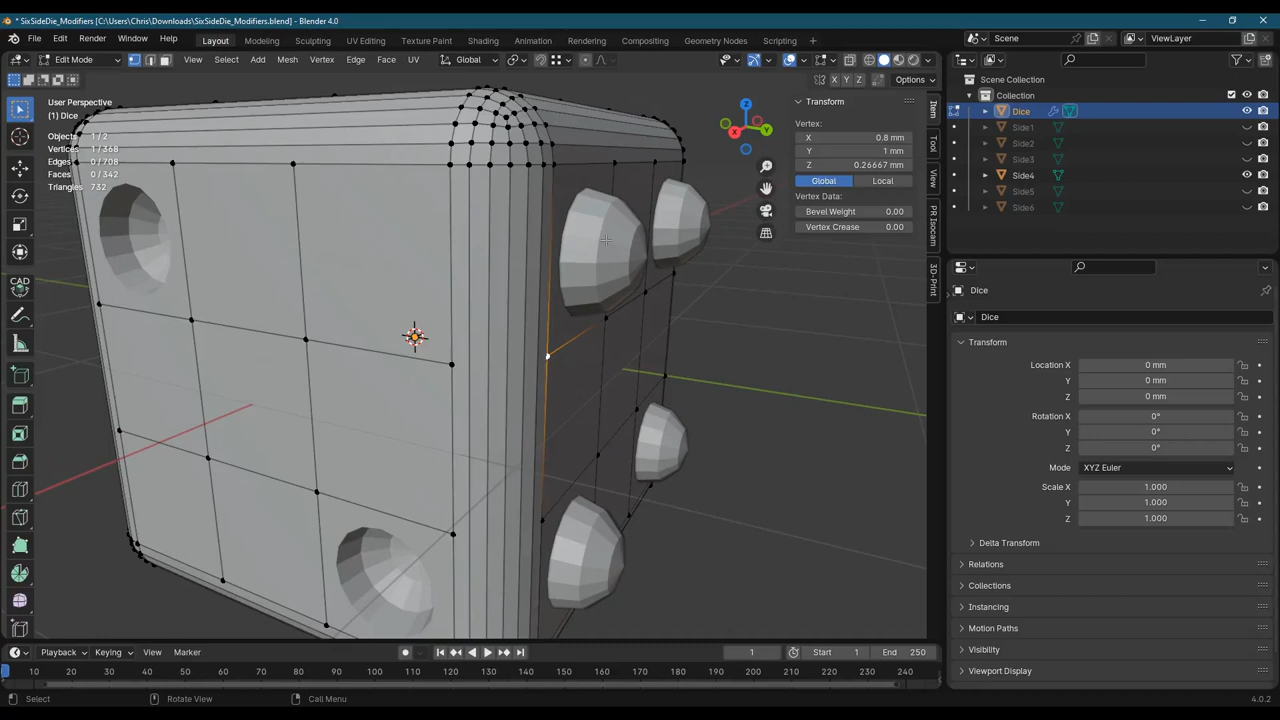 * SixSideDie_Modifiers [C:\Users\Chris\Downloads\SixSideDie_Modifiers.blend] - Blender 4.0
File Edit Render Window Help Layout Modeling Sculpting UV Editing Texture Paint Shading Animation Rendering Compositing Geometry Nodes Scripting + Scene ViewLayer
Edit Mode View Select Add Mesh Vertex Edge Face UV Global
X Y Z Options
User Perspective
(1) Dice
Objects 1 / 2
Vertices 1 / 368
Edges 0 / 708
Faces 0 / 342
Triangles 732
Z
Y
X
Transform
Vertex:
X 0.8 mm
Y 1 mm
Z 0.26667 mm
Global Local
Vertex Data:
Bevel Weight 0.00
Vertex Crease 0.00
Item
Tool
View
PR Isocam
3D-Print
CAD
Scene Collection
Collection
Dice
Side1
Side2
Side3
Side4
Side5
Side6
Dice
Dice
Transform
Location X 0 mm
Y 0 mm
Z 0 mm
Rotation X 0°
Y 0°
Z 0°
Mode XYZ Euler
Scale X 1.000
Y 1.000
Z 1.000
Delta Transform
Relations
Collections
Instancing
Motion Paths
Visibility
Viewport Display
Playback Keying View Marker 1 Start 1 End 250
10 20 30 40 50 60 70 80 90 100 110 120 130 140 150 160 170 180 190 200 210 220 230 240
Select Rotate View Call Menu 4.0.2